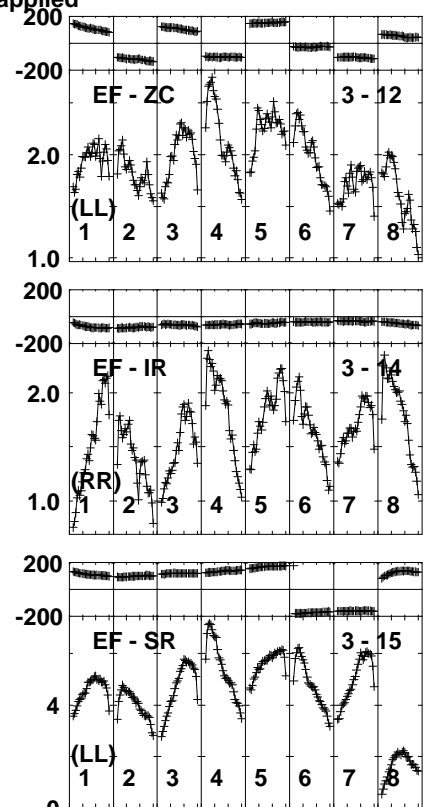 applied
200
-200
EF - ZC 3 - 12
2.0
(LL)
1 2 3 4 5 6 7 8
1.0
200
-200
EF - IR 3 - 14
2.0
(RR)
1.0
1 2 3 4 5 6 7 8
200
-200
EF - SR 3 - 15
4
(LL)
1 2 3 4 5 6 7 8
0